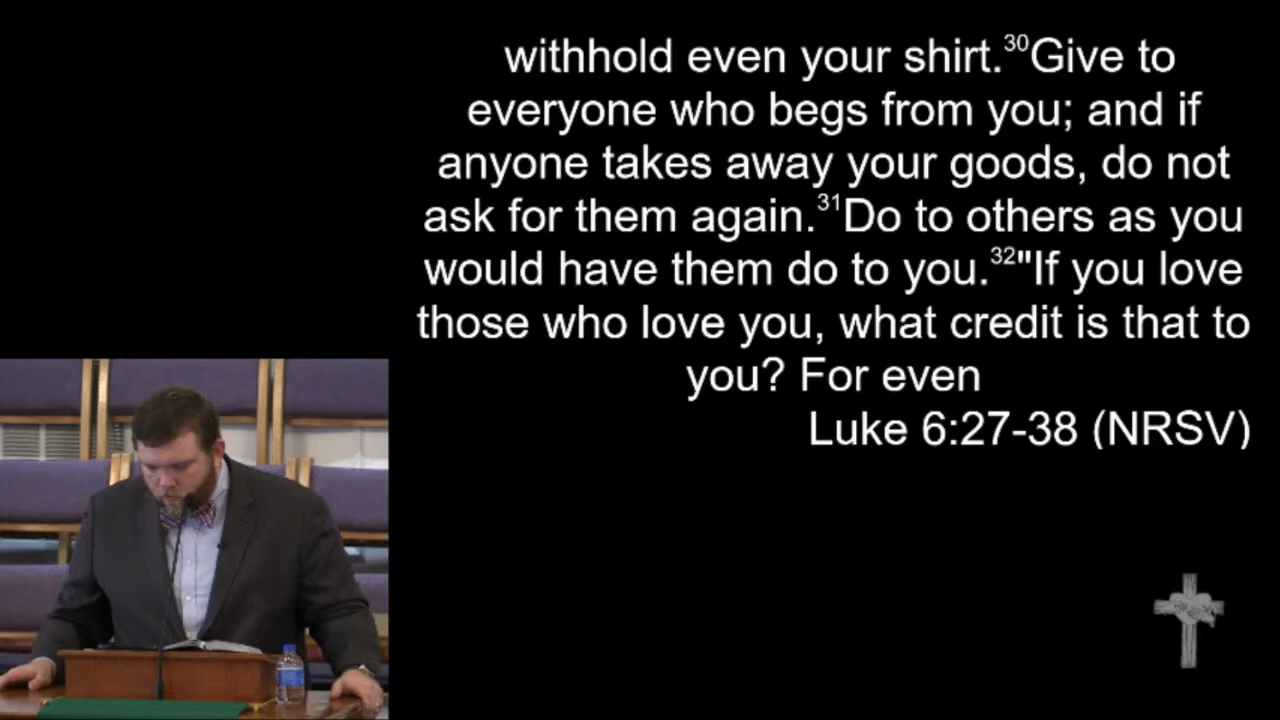 withhold even your shirt.³⁰Give to
everyone who begs from you; and if
anyone takes away your goods, do not
ask for them again.³¹Do to others as you
would have them do to you.³²"If you love
those who love you, what credit is that to
you? For even
Luke 6:27-38 (NRSV)